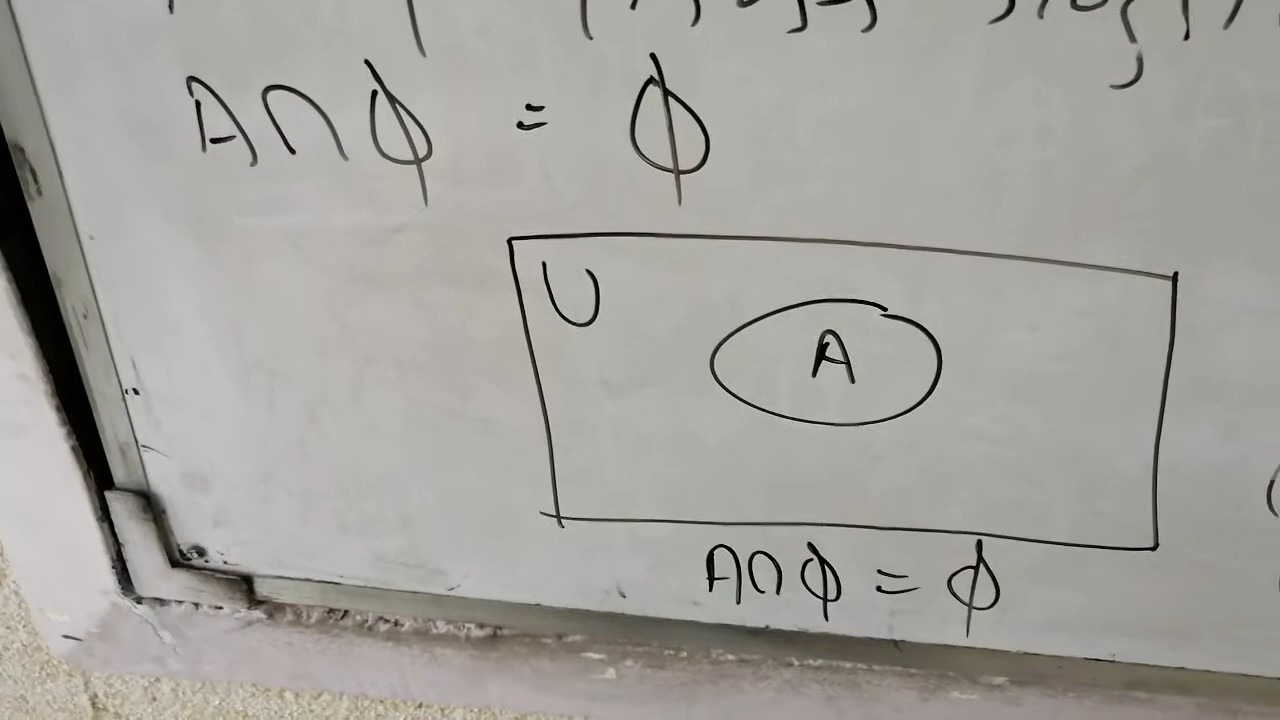 A∩ϕ = ϕ
U
A
A∩ϕ = ϕ